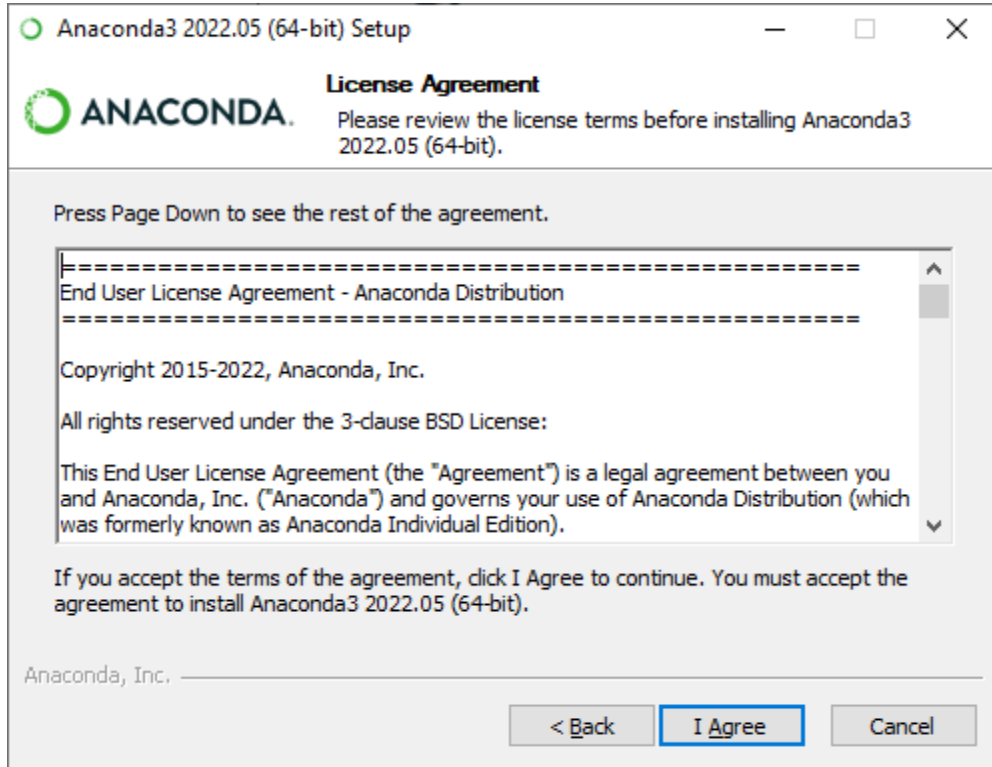 Anaconda3 2022.05 (64-bit) Setup
ANACONDA.
License Agreement
Please review the license terms before installing Anaconda3
2022.05 (64-bit).
Press Page Down to see the rest of the agreement.
==================================================
End User License Agreement - Anaconda Distribution
==================================================
Copyright 2015-2022, Anaconda, Inc.
All rights reserved under the 3-clause BSD License:
This End User License Agreement (the "Agreement") is a legal agreement between you
and Anaconda, Inc. ("Anaconda") and governs your use of Anaconda Distribution (which
was formerly known as Anaconda Individual Edition).
If you accept the terms of the agreement, click I Agree to continue. You must accept the
agreement to install Anaconda3 2022.05 (64-bit).
Anaconda, Inc.
< Back
I Agree
Cancel